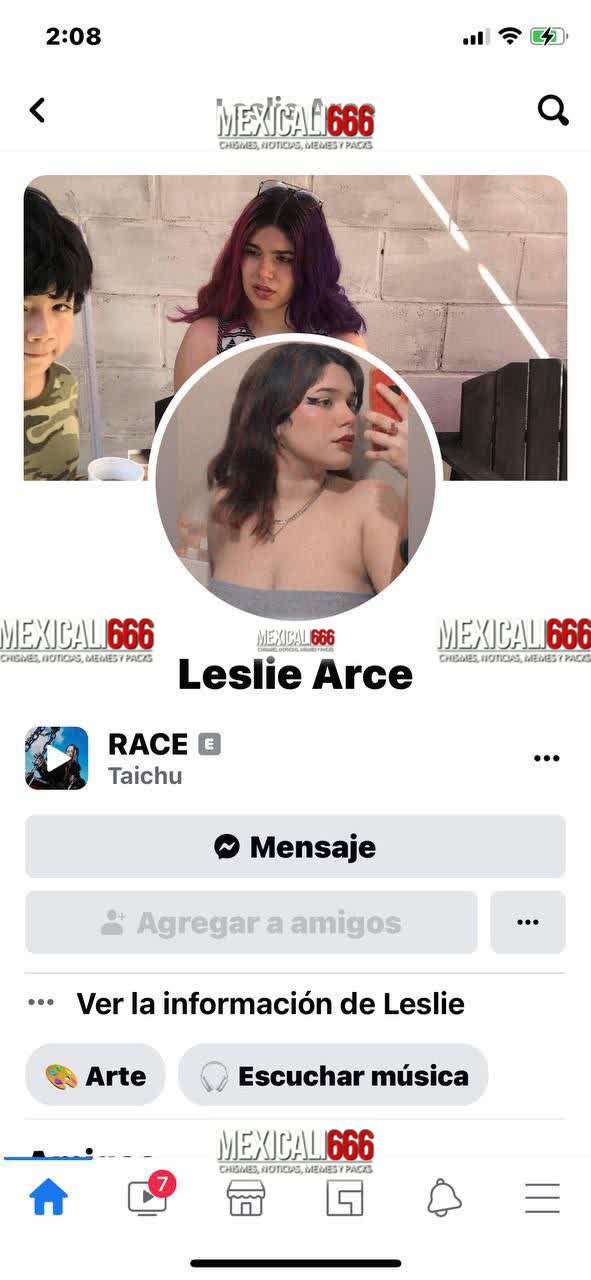 2:08
MEXICALI666
CHISMES, NOTICIAS, MEMES Y PACKS
MEXICALI666
CHISMES, NOTICIAS, MEMES Y PACKS
MEXICALI666
CHISMES, NOTICIAS, MEMES Y PACKS
MEXICALI666
CHISMES, NOTICIAS, MEMES Y PACKS
Leslie Arce
RACE E
Taichu
Mensaje
Agregar a amigos
Ver la información de Leslie
Arte
Escuchar música
MEXICALI666
CHISMES, NOTICIAS, MEMES Y PACKS
7